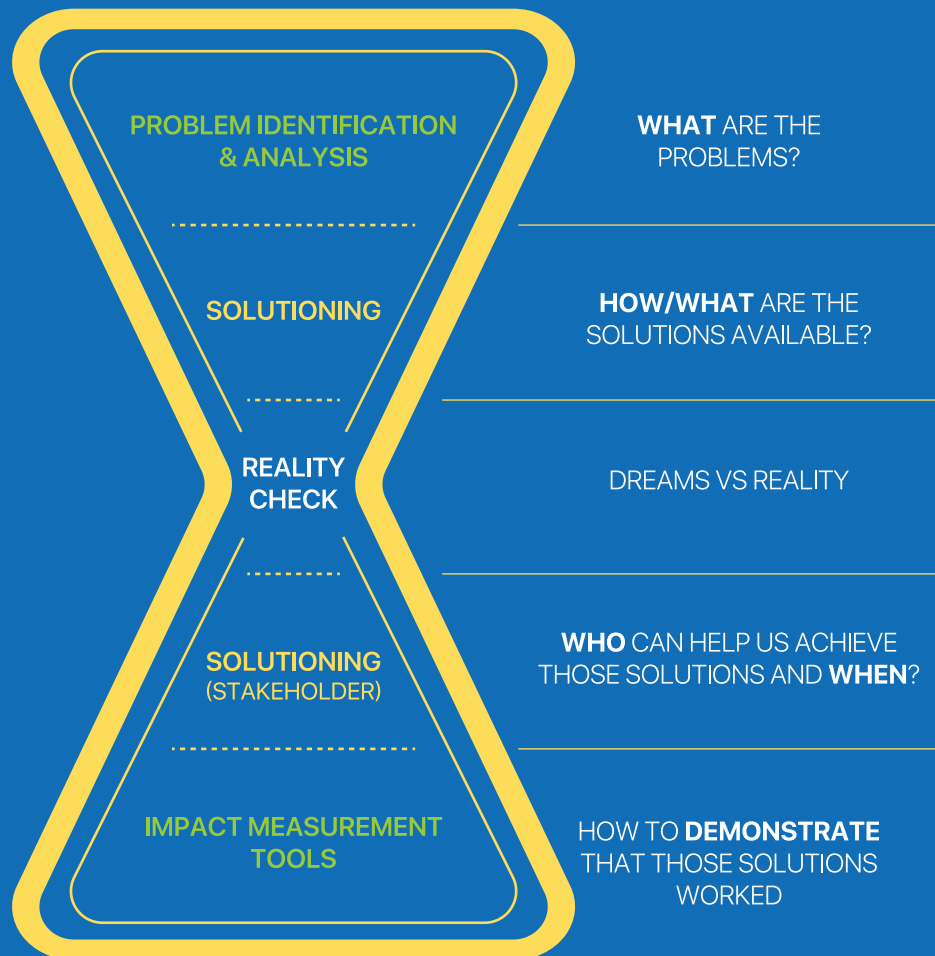 PROBLEM IDENTIFICATION
& ANALYSIS
WHAT ARE THE
PROBLEMS?
SOLUTIONING
HOW/WHAT ARE THE
SOLUTIONS AVAILABLE?
REALITY
CHECK
DREAMS VS REALITY
SOLUTIONING
(STAKEHOLDER)
WHO CAN HELP US ACHIEVE
THOSE SOLUTIONS AND WHEN?
IMPACT MEASUREMENT
TOOLS
HOW TO DEMONSTRATE
THAT THOSE SOLUTIONS
WORKED